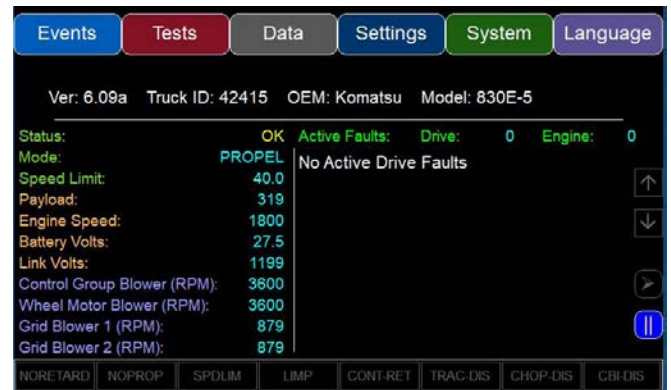 Events Tests Data Settings System Language
Ver: 6.09a Truck ID: 42415 OEM: Komatsu Model: 830E-5
Status: OK Active Faults: Drive: 0 Engine: 0
Mode: PROPEL No Active Drive Faults
Speed Limit: 40.0
Payload: 319
Engine Speed: 1800
Battery Volts: 27.5
Link Volts: 1199
Control Group Blower (RPM): 3600
Wheel Motor Blower (RPM): 3600
Grid Blower 1 (RPM): 879
Grid Blower 2 (RPM): 879
NORETARD NOPROP SPDLIM LIMP CONT-RET TRAC-DIS CHOP-DIS CBI-DIS